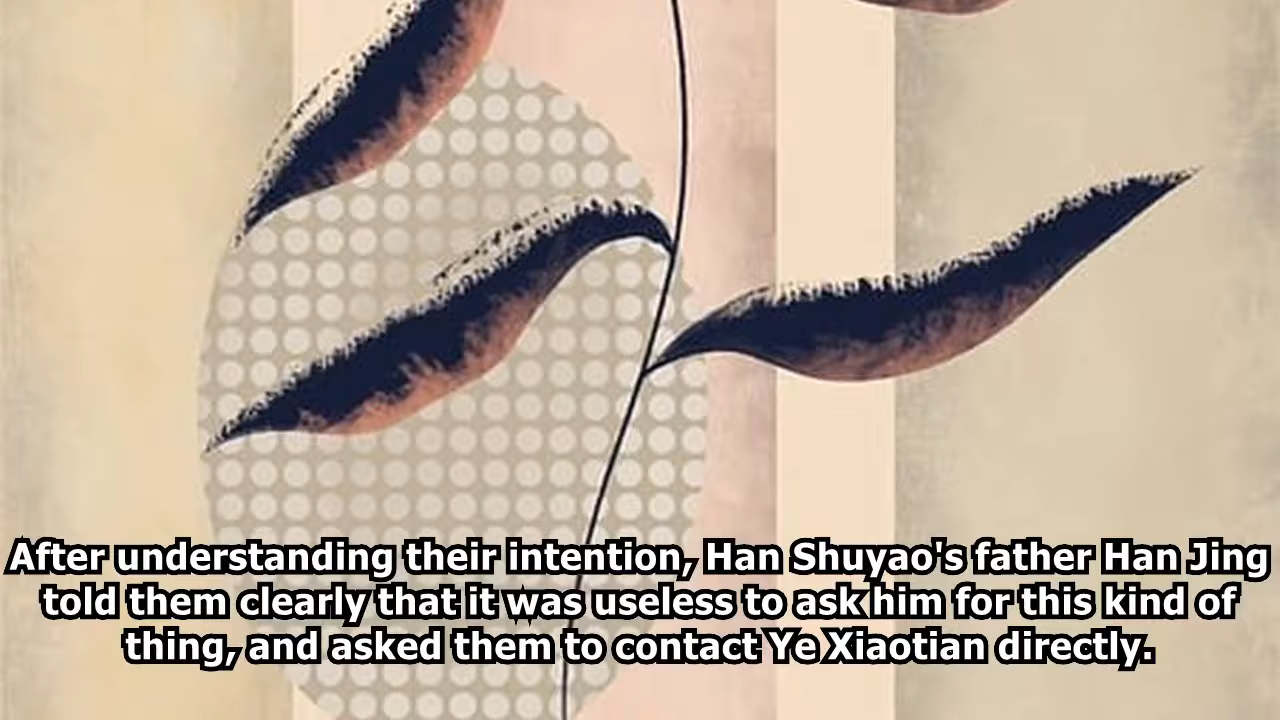 After understanding their intention, Han Shuyao's father Han Jing
told them clearly that it was useless to ask him for this kind of
thing, and asked them to contact Ye Xiaotian directly.